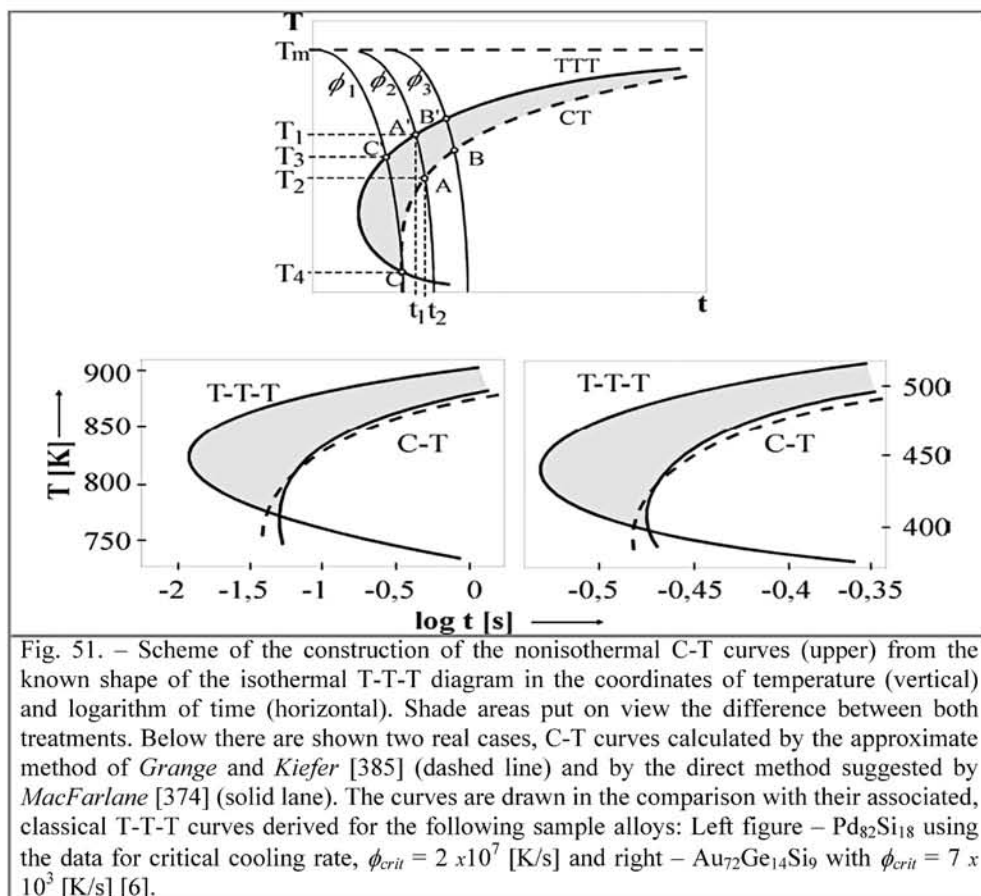 T
Tm
ϕ1
ϕ2
ϕ3
TTT
CT
T1
T3
T2
T4
A'
B'
C'
B
A
C
t1 t2
t
900
850
800
750
T [K]
T-T-T
C-T
-2 -1 -1 -0,5 0
T-T-T
C-T
500
450
400
-0,5 -0,45 -0,4 -0,35
log t [s]
Fig. 51. – Scheme of the construction of the nonisothermal C-T curves (upper) from the
known shape of the isothermal T-T-T diagram in the coordinates of temperature (vertical)
and logarithm of time (horizontal). Shade areas put on view the difference between both
treatments. Below there are shown two real cases, C-T curves calculated by the approximate
method of Grange and Kiefer [385] (dashed line) and by the direct method suggested by
MacFarlane [374] (solid lane). The curves are drawn in the comparison with their associated,
classical T-T-T curves derived for the following sample alloys: Left figure – Pd82Si18 using
the data for critical cooling rate, ϕcrit = 2 x10⁷ [K/s] and right – Au72Ge14Si9 with ϕcrit = 7 x
10³ [K/s] [6].